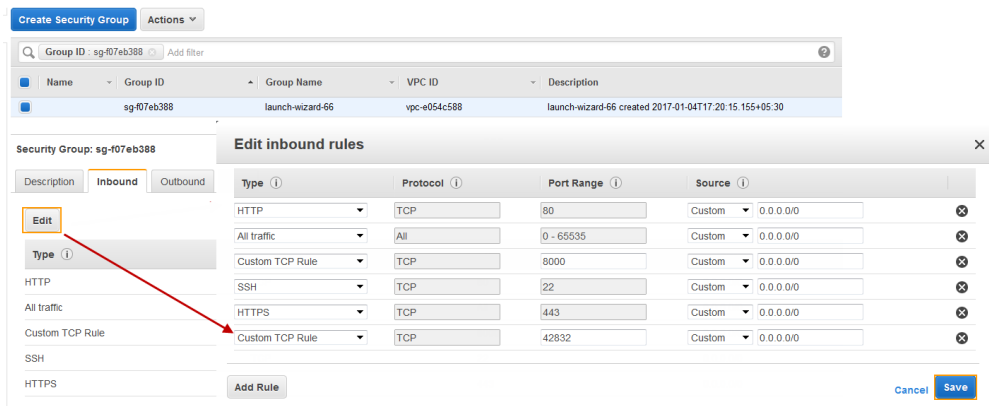 Create Security Group Actions
Group ID : sg-f07eb388 Add filter
Name Group ID Group Name VPC ID Description
sg-f07eb388 launch-wizard-66 vpc-e054c588 launch-wizard-66 created 2017-01-04T17:20:15.155+05:30
Security Group: sg-f07eb388
Description Inbound Outbound
Edit
Type
HTTP
All traffic
Custom TCP Rule
SSH
HTTPS
Edit inbound rules
Type Protocol Port Range Source
HTTP TCP 80 Custom 0.0.0.0/0
All traffic All 0 - 65535 Custom 0.0.0.0/0
Custom TCP Rule TCP 8000 Custom 0.0.0.0/0
SSH TCP 22 Custom 0.0.0.0/0
HTTPS TCP 443 Custom 0.0.0.0/0
Custom TCP Rule TCP 42832 Custom 0.0.0.0/0
Add Rule
Cancel Save